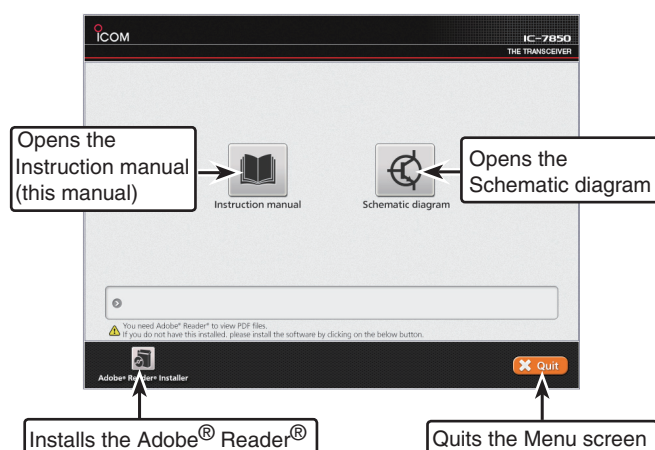 ICOM
IC-7850
THE TRANSCEIVER
Opens the
Instruction manual
(this manual)
Opens the
Schematic diagram
Instruction manual
Schematic diagram
You need Adobe® Reader® to view PDF files.
If you do not have this installed, please install the software by clicking on the below button.
Quit
Adobe® Reader® Installer
Installs the Adobe® Reader®
Quits the Menu screen